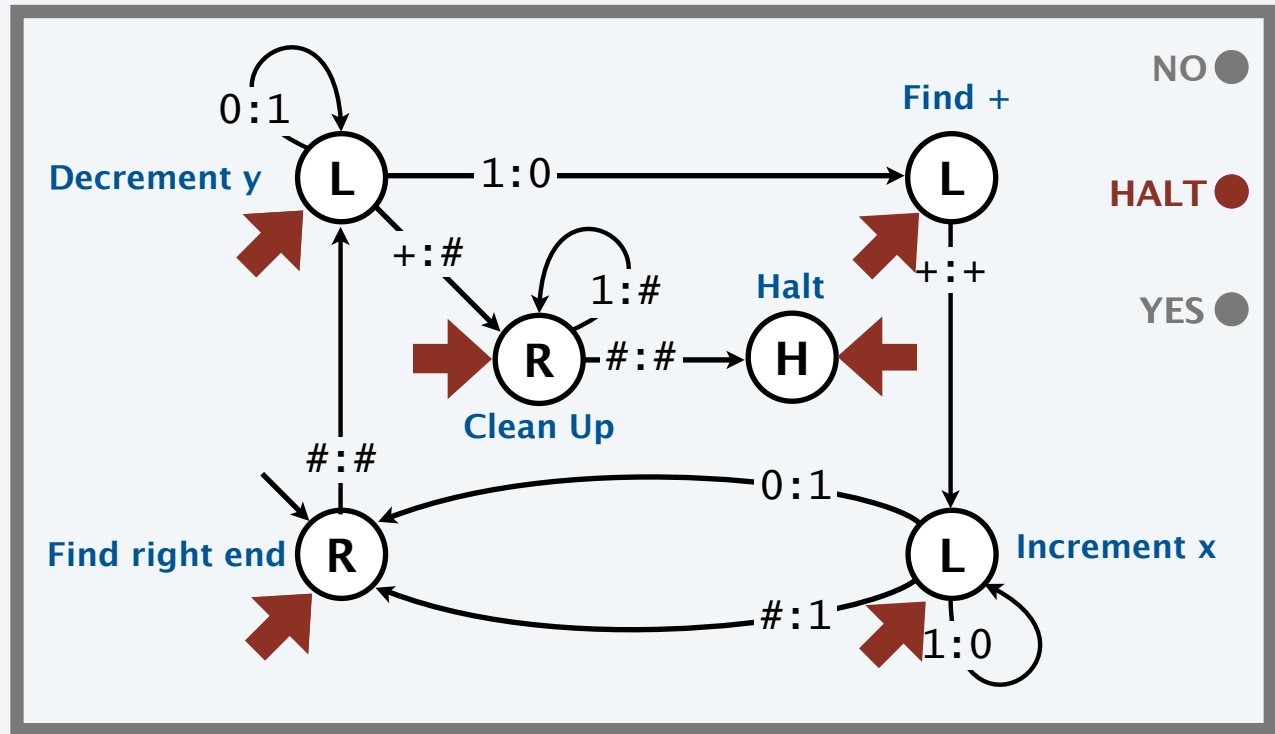 NO
Find +
0:1
Decrement y
L
1:0
L
HALT
+:#
+:+
1:#
Halt
YES
R
#:#
H
Clean Up
#:#
0:1
Find right end
R
L
Increment x
#:1
1:0